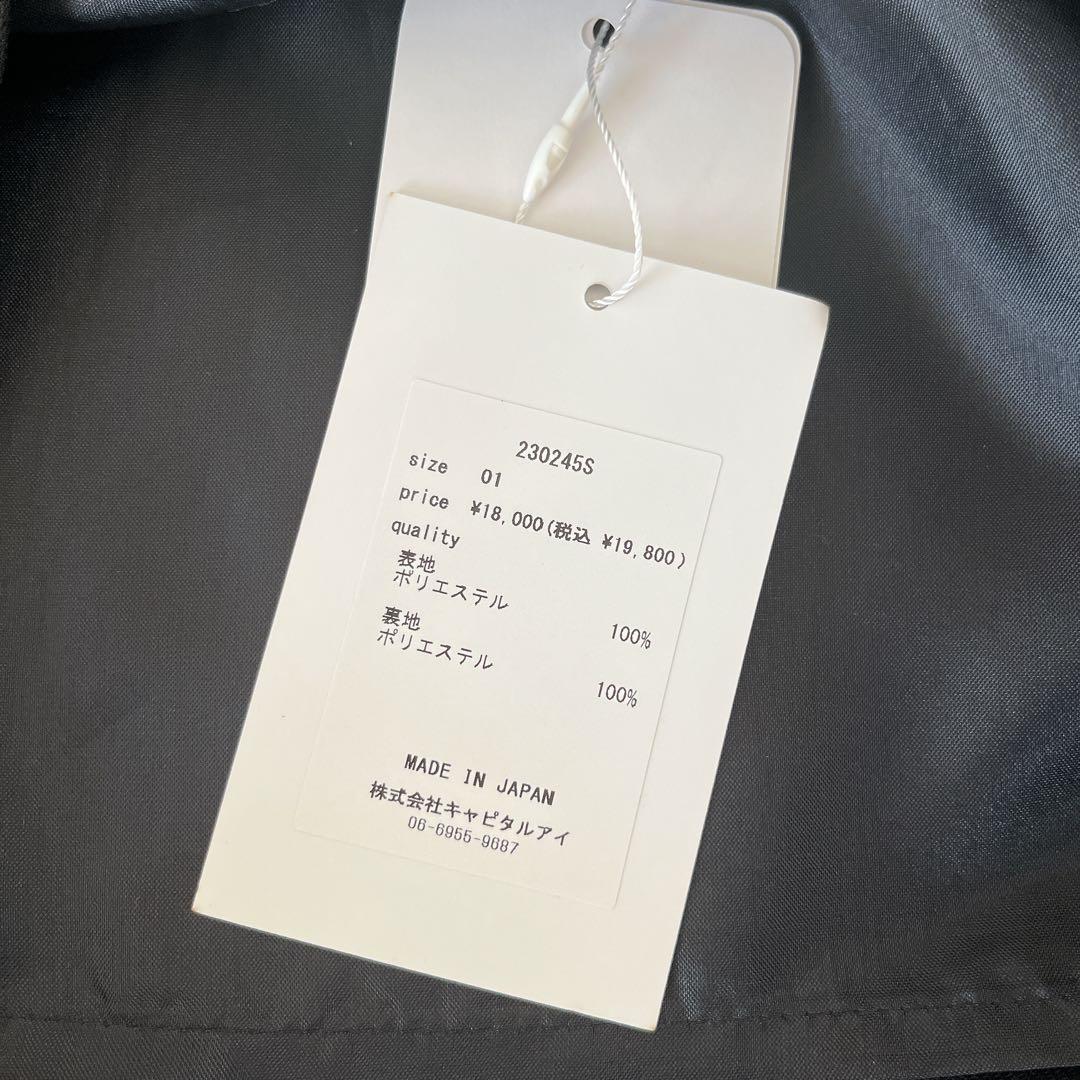 230245S
size 01
price ¥18,000(税込 ¥19,800)
quality
表地
ポリエステル 100%
裏地
ポリエステル 100%
MADE IN JAPAN
株式会社キャピタルアイ
06-6955-9687